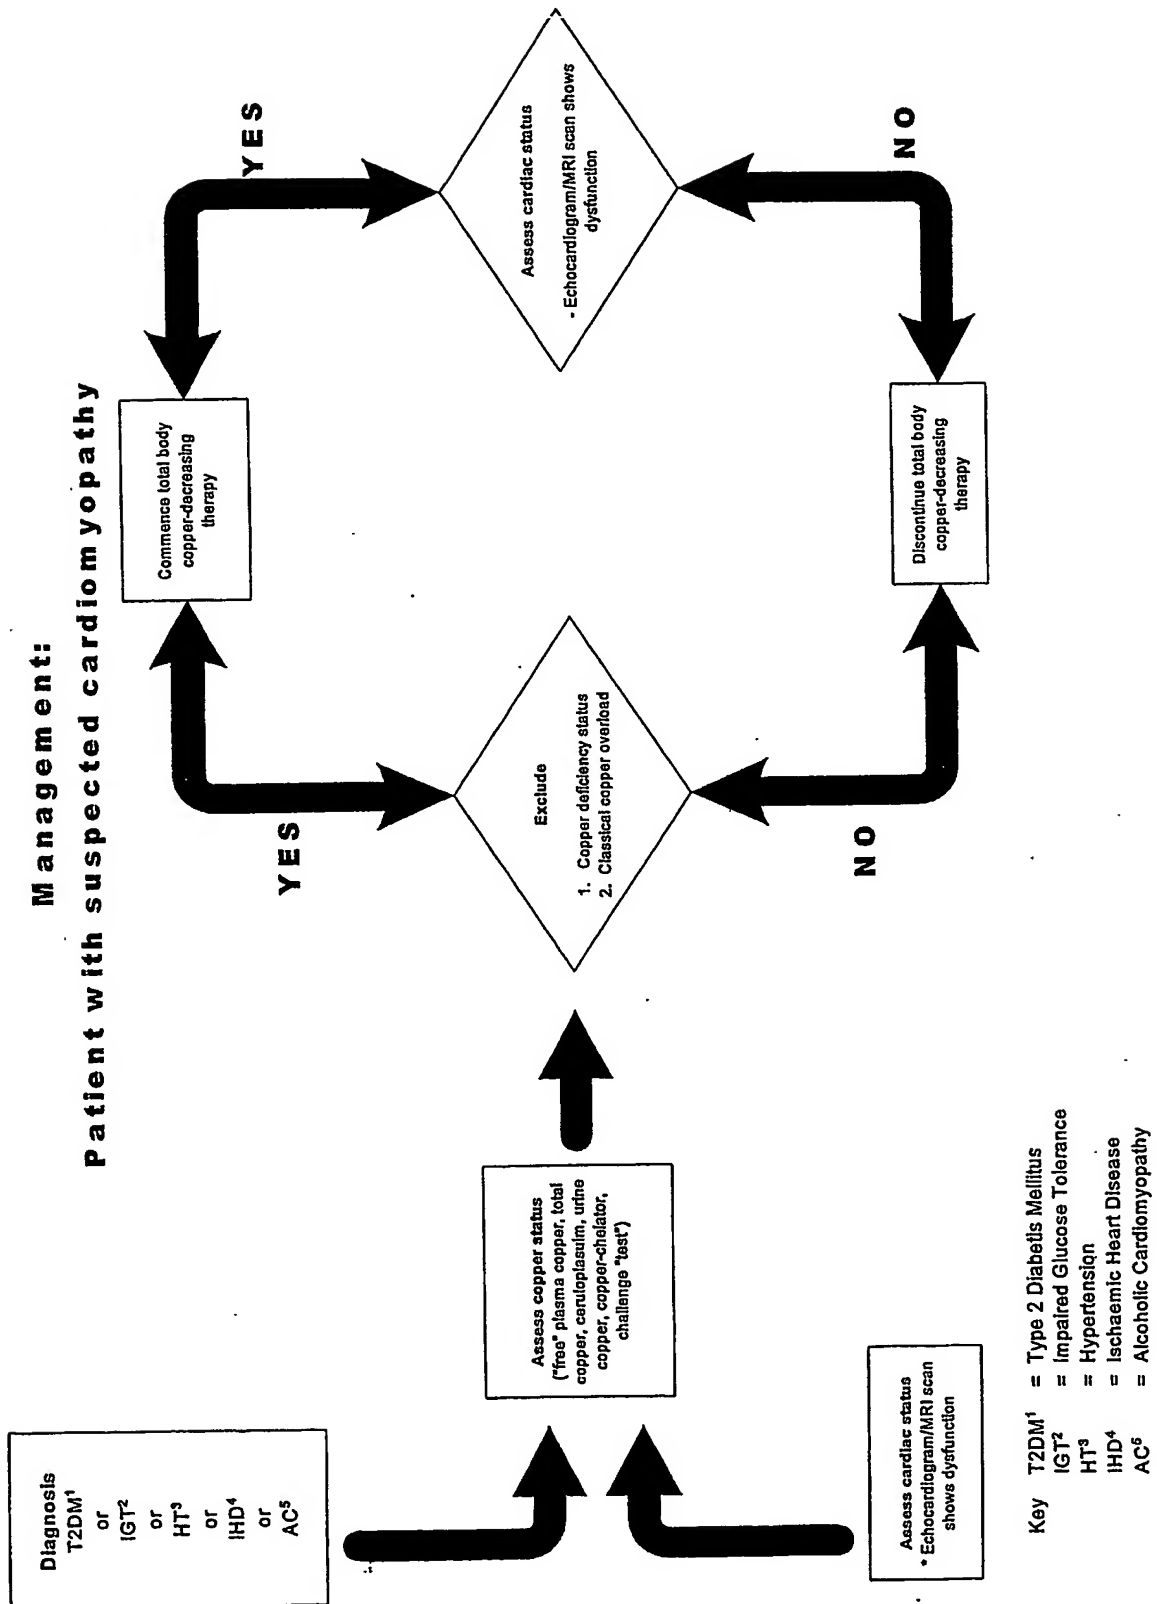 Management:
Patient with suspected cardiomyopathy
Diagnosis
T2DM¹
or
IGT²
or
HT³
or
IHD⁴
or
AC⁵
Assess cardiac status
* Echocardiogram/MRI scan
shows dysfunction
Assess copper status
("free" plasma copper, total
copper, ceruloplasuim, urine
copper, copper-chelator,
challenge "test")
Exclude
1. Copper deficiency status
2. Classical copper overload
YES
NO
Commence total body
copper-decreasing
therapy
Discontinue total body
copper-decreasing
therapy
YES
NO
Assess cardiac status
- Echocardiogram/MRI scan shows
dysfunction
Key T2DM¹ = Type 2 Diabetis Mellitus
IGT² = Impaired Glucose Tolerance
HT³ = Hypertension
IHD⁴ = Ischaemic Heart Disease
AC⁵ = Alcoholic Cardiomyopathy